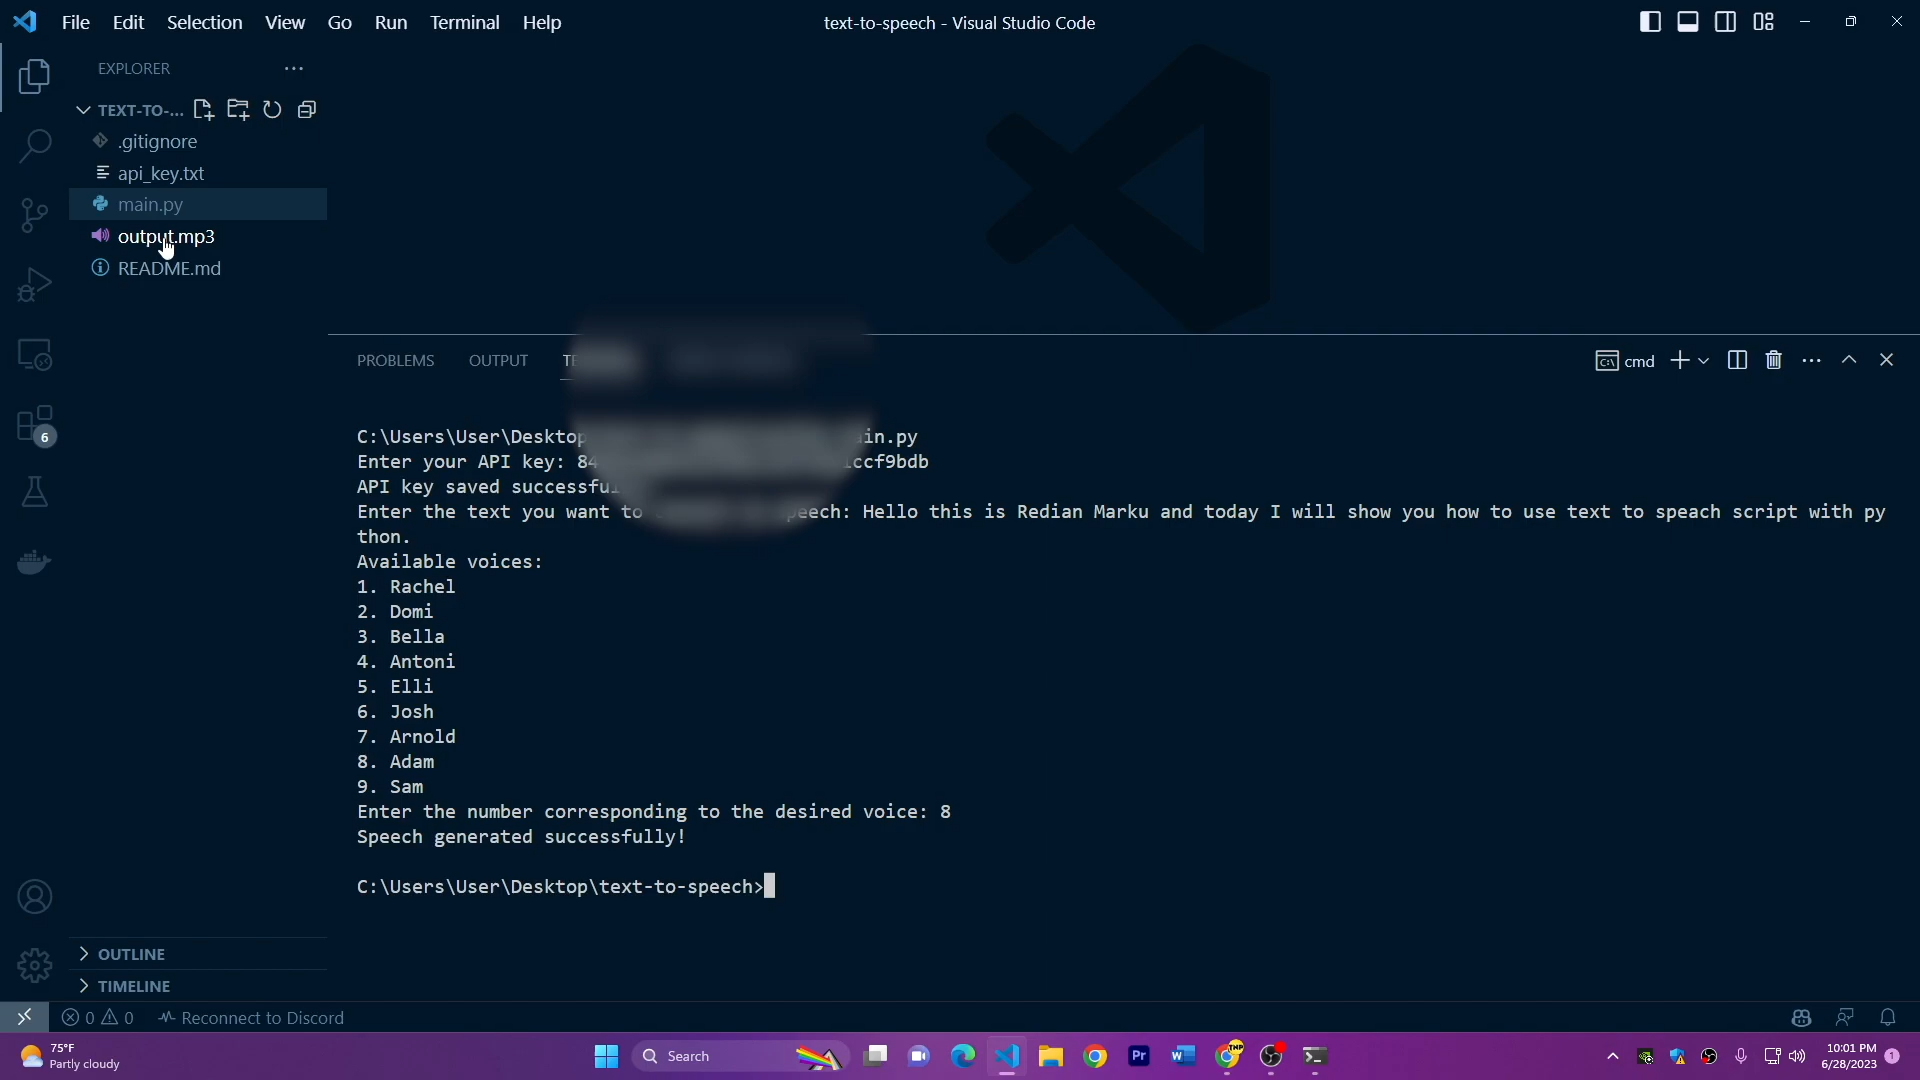 File Edit Selection View Go Run Terminal Help
text-to-speech - Visual Studio Code
EXPLORER
TEXT-TO-...
.gitignore
api_key.txt
main.py
output.mp3
README.md
OUTLINE
TIMELINE
PROBLEMS OUTPUT
cmd
C:\Users\User\Desktop in.py
Enter your API key: 84 ccf9bdb
API key saved successful
Enter the text you want to speech: Hello this is Redian Marku and today I will show you how to use text to speach script with py
thon.
Available voices:
1. Rachel
2. Domi
3. Bella
4. Antoni
5. Elli
6. Josh
7. Arnold
8. Adam
9. Sam
Enter the number corresponding to the desired voice: 8
Speech generated successfully!
C:\Users\User\Desktop\text-to-speech>
6
0 0 Reconnect to Discord
75°F
Partly cloudy
Search
Pr
TMP
10:01 PM
6/28/2023
1